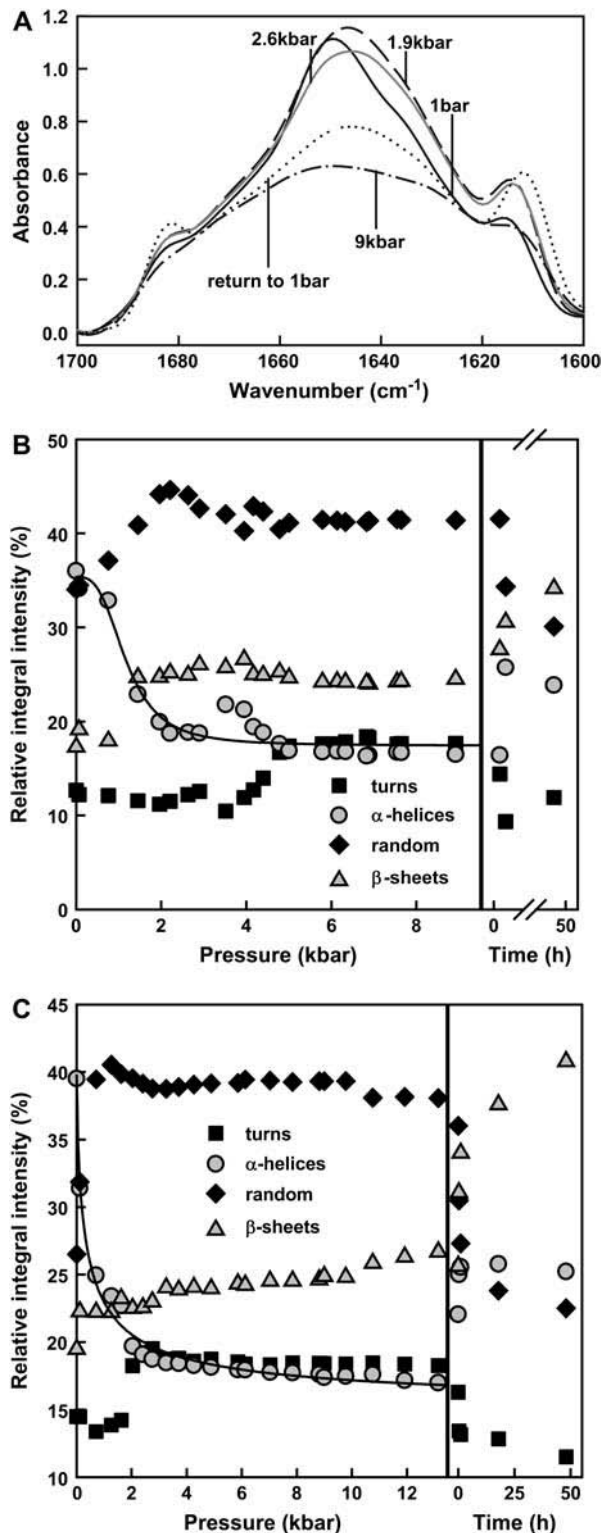 A
1.2
1.0
0.8
0.6
0.4
0.2
0.0
Absorbance
2.6kbar
1.9kbar
1bar
9kbar
return to 1bar
1700 1680 1660 1640 1620 1600
Wavenumber (cm-1)
B
50
40
30
20
10
0
Relative integral intensity (%)
turns
α-helices
random
β-sheets
0 2 4 6 8 0 50
Pressure (kbar) Time (h)
C
45
40
35
30
25
20
15
10
Relative integral intensity (%)
turns
α-helices
random
β-sheets
0 2 4 6 8 10 12 0 25 50
Pressure (kbar) Time (h)